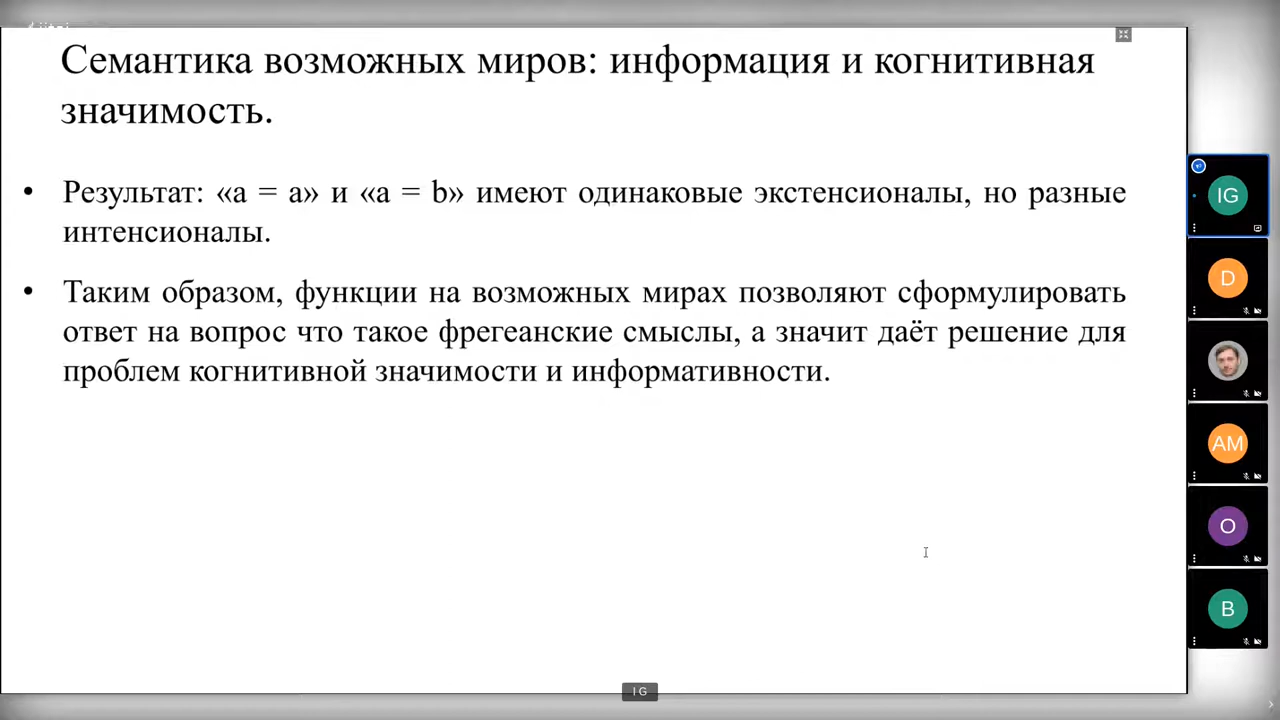 Семантика возможных миров: информация и когнитивная
значимость.
• Результат: «a = a» и «a = b» имеют одинаковые экстенсионалы, но разные
интенсионалы.
• Таким образом, функции на возможных мирах позволяют сформулировать
ответ на вопрос что такое фрегеанские смыслы, а значит даёт решение для
проблем когнитивной значимости и информативности.
IG
D
AM
O
B
I G